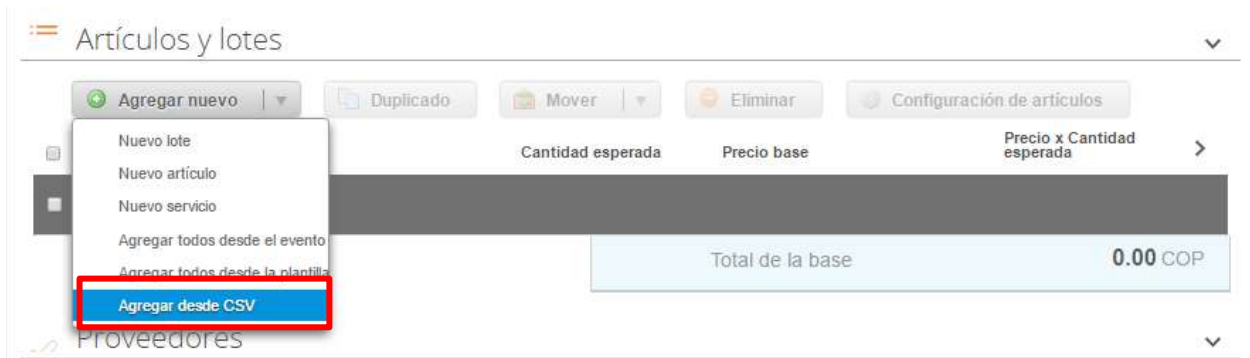 Artículos y lotes
Agregar nuevo Duplicado Mover Eliminar Configuración de artículos
Nuevo lote
Nuevo artículo
Nuevo servicio
Agregar todos desde el evento
Agregar todos desde la plantilla
Agregar desde CSV
Cantidad esperada Precio base Precio x Cantidad
esperada
Total de la base 0.00 COP
Proveedores